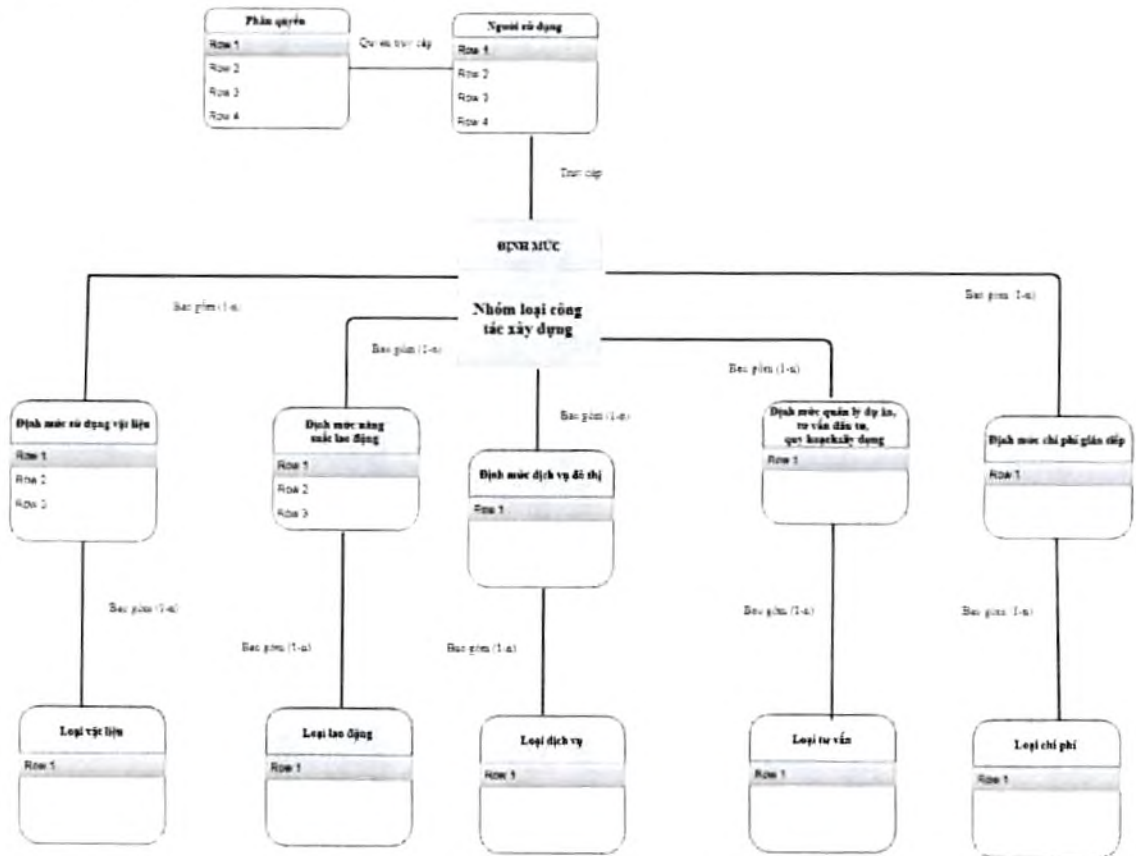 Phân quyền
Row 1
Row 2
Row 3
Row 4
Quyền truy cập
Người sử dụng
Row 1
Row 2
Row 3
Row 4
Truy cập
ĐỊNH MỨC
Nhóm loại công
tác xây dựng
Bao gồm (1-n)
Bao gồm (1-n)
Bao gồm (1-n)
Bao gồm (1-n)
Bao gồm (1-n)
Định mức sử dụng vật liệu
Row 1
Row 2
Row 3
Định mức năng
suất lao động
Row 1
Row 2
Row 3
Định mức dịch vụ đô thị
Row 1
Định mức quản lý dự án,
tư vấn đầu tư,
quy hoạchxây dựng
Row 1
Định mức chi phí gián tiếp
Row 1
Bao gồm (1-n)
Bao gồm (1-n)
Bao gồm (1-n)
Bao gồm (1-n)
Bao gồm (1-n)
Loại vật liệu
Row 1
Loại lao động
Row 1
Loại dịch vụ
Row 1
Loại tư vấn
Row 1
Loại chi phí
Row 1